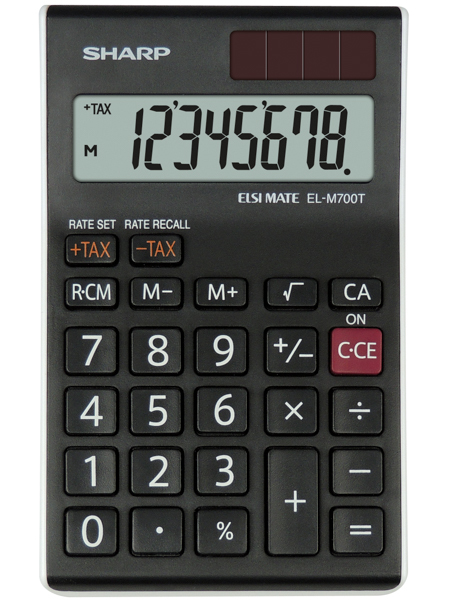 SHARP
+TAX
M
12'345'678.
ELSI MATE EL-M700T
RATE SET RATE RECALL
+TAX −TAX
R·CM M− M+ √ CA
ON
7 8 9 +/− C·CE
4 5 6 × ÷
1 2 3 + −
0 · % =